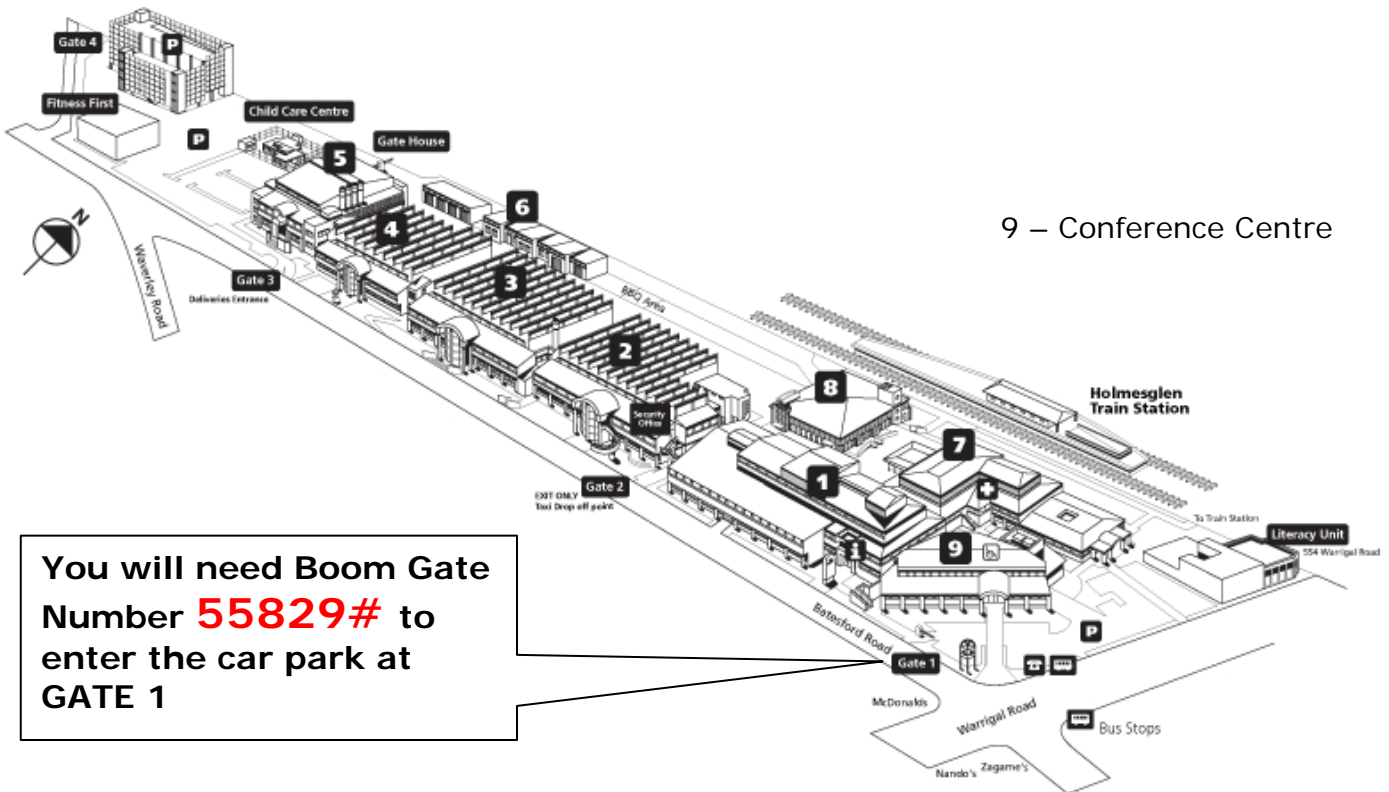 Gate 4
P
Fitness First
P
Child Care Centre
Gate House
5
6
4
N
9 – Conference Centre
Waverley Road
Gate 3
Deliveries Entrance
3
BBQ Area
2
8
Holmesglen
Train Station
Security
Office
7
1
Gate 2
EXIT ONLY
Taxi Drop off point
To Train Station
Literacy Unit
554 Warrigal Road
9
i
You will need Boom Gate
Number 55829# to
enter the car park at
GATE 1
Batesford Road
P
Gate 1
McDonalds
Warrigal Road
Bus Stops
Nando's
Zagame's